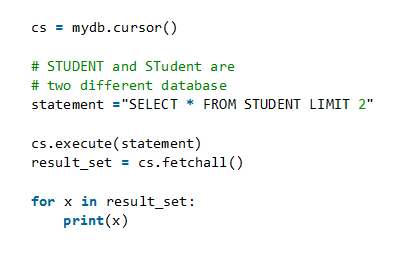 cs = mydb.cursor()
# STUDENT and STudent are
# two different database
statement ="SELECT * FROM STUDENT LIMIT 2"
cs.execute(statement)
result_set = cs.fetchall()
for x in result_set:
    print(x)